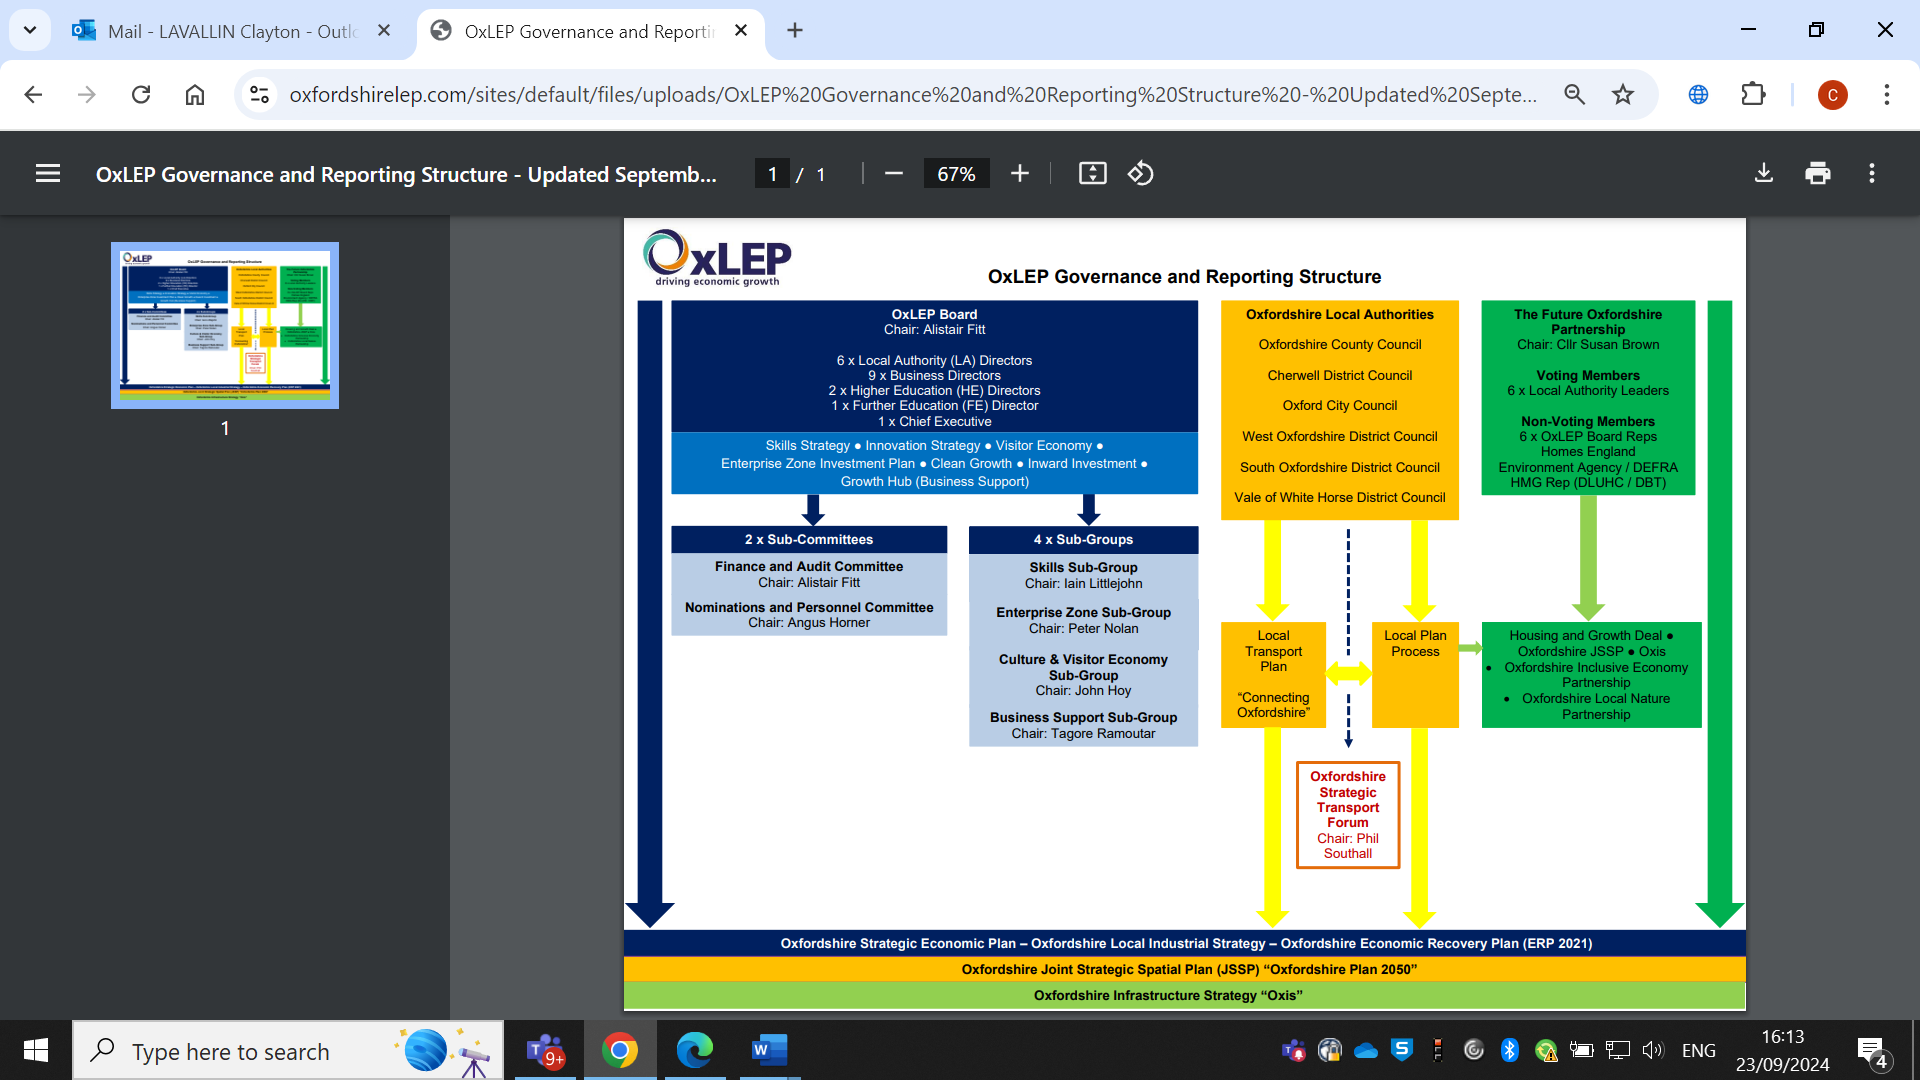 Mail - LAVALLIN Clayton - Outlo
OxLEP Governance and Reporti
oxfordshirelep.com/sites/default/files/uploads/OxLEP%20Governance%20and%20Reporting%20Structure%20-%20Updated%20Septe...
C
OxLEP Governance and Reporting Structure - Updated Septemb...
1 / 1
67%
1
OxLEP
driving economic growth
OxLEP Governance and Reporting Structure
OxLEP Board
Chair: Alistair Fitt
6 x Local Authority (LA) Directors
9 x Business Directors
2 x Higher Education (HE) Directors
1 x Further Education (FE) Director
1 x Chief Executive
Skills Strategy ● Innovation Strategy ● Visitor Economy ●
Enterprise Zone Investment Plan ● Clean Growth ● Inward Investment ●
Growth Hub (Business Support)
2 x Sub-Committees
Finance and Audit Committee
Chair: Alistair Fitt
Nominations and Personnel Committee
Chair: Angus Horner
4 x Sub-Groups
Skills Sub-Group
Chair: Iain Littlejohn
Enterprise Zone Sub-Group
Chair: Peter Nolan
Culture & Visitor Economy
Sub-Group
Chair: John Hoy
Business Support Sub-Group
Chair: Tagore Ramoutar
Oxfordshire Local Authorities
Oxfordshire County Council
Cherwell District Council
Oxford City Council
West Oxfordshire District Council
South Oxfordshire District Council
Vale of White Horse District Council
Local
Transport
Plan
“Connecting
Oxfordshire”
Local Plan
Process
Oxfordshire
Strategic
Transport
Forum
Chair: Phil
Southall
The Future Oxfordshire
Partnership
Chair: Cllr Susan Brown
Voting Members
6 x Local Authority Leaders
Non-Voting Members
6 x OxLEP Board Reps
Homes England
Environment Agency / DEFRA
HMG Rep (DLUHC / DBT)
Housing and Growth Deal ●
Oxfordshire JSSP ● Oxis
• Oxfordshire Inclusive Economy
Partnership
• Oxfordshire Local Nature
Partnership
Oxfordshire Strategic Economic Plan – Oxfordshire Local Industrial Strategy – Oxfordshire Economic Recovery Plan (ERP 2021)
Oxfordshire Joint Strategic Spatial Plan (JSSP) “Oxfordshire Plan 2050”
Oxfordshire Infrastructure Strategy “Oxis”
Type here to search
9+
ENG
16:13
23/09/2024
4